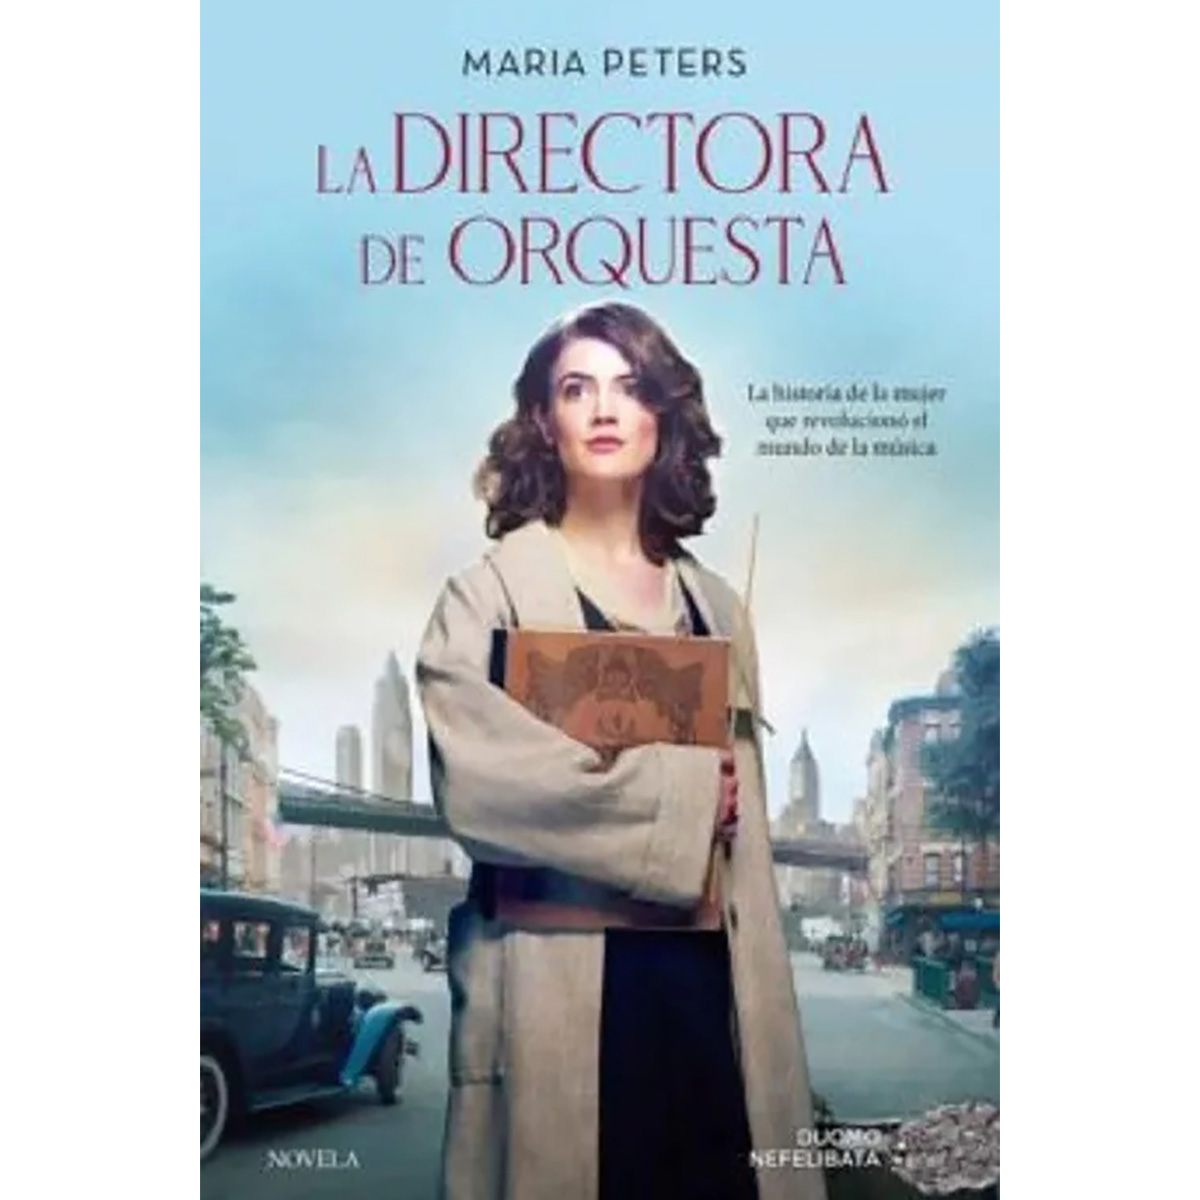 MARIA PETERS
LA DIRECTORA
DE ORQUESTA
La historia de la mujer
que revolucionó el
mundo de la música
NOVELA
DUOMO
NEFELIBATA